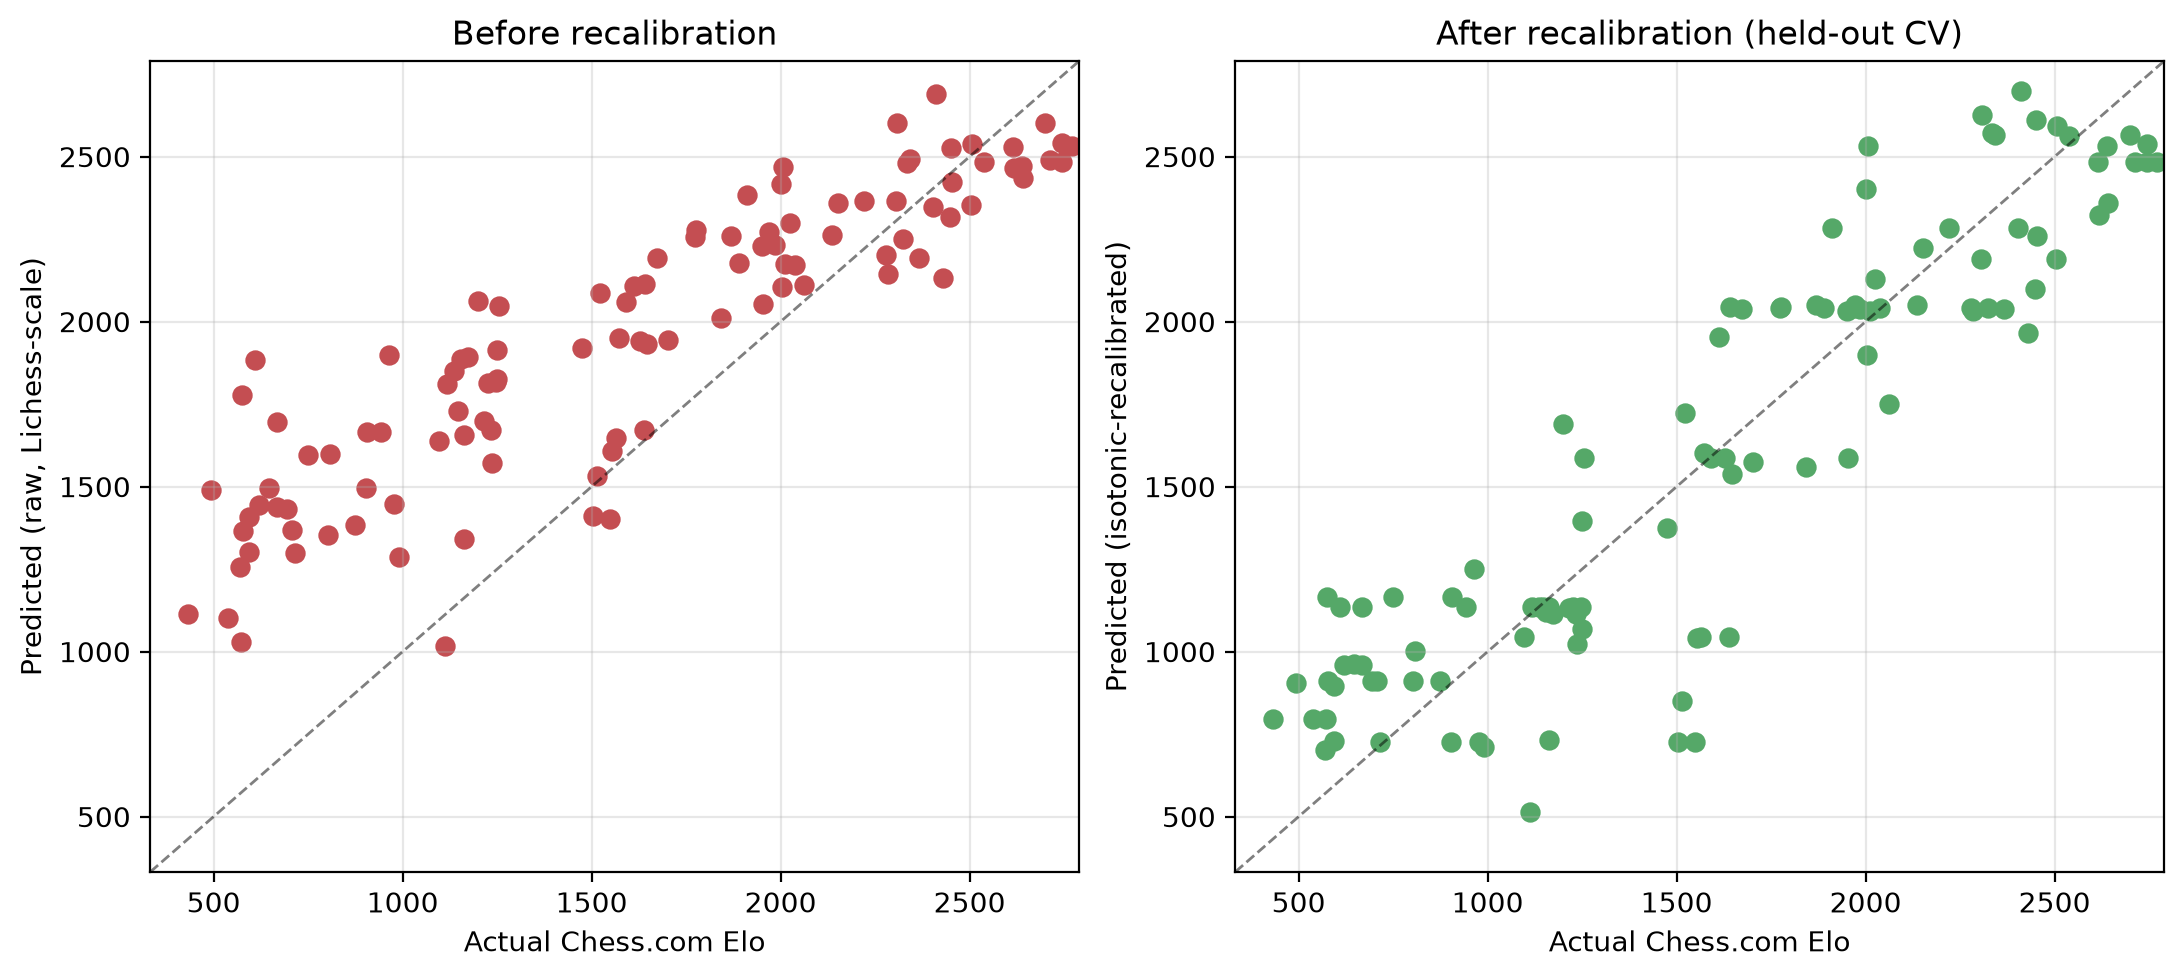 Before recalibration
Predicted (raw, Lichess-scale)
2500
2000
1500
1000
500
500 1000 1500 2000 2500
Actual Chess.com Elo
After recalibration (held-out CV)
Predicted (isotonic-recalibrated)
2500
2000
1500
1000
500
500 1000 1500 2000 2500
Actual Chess.com Elo